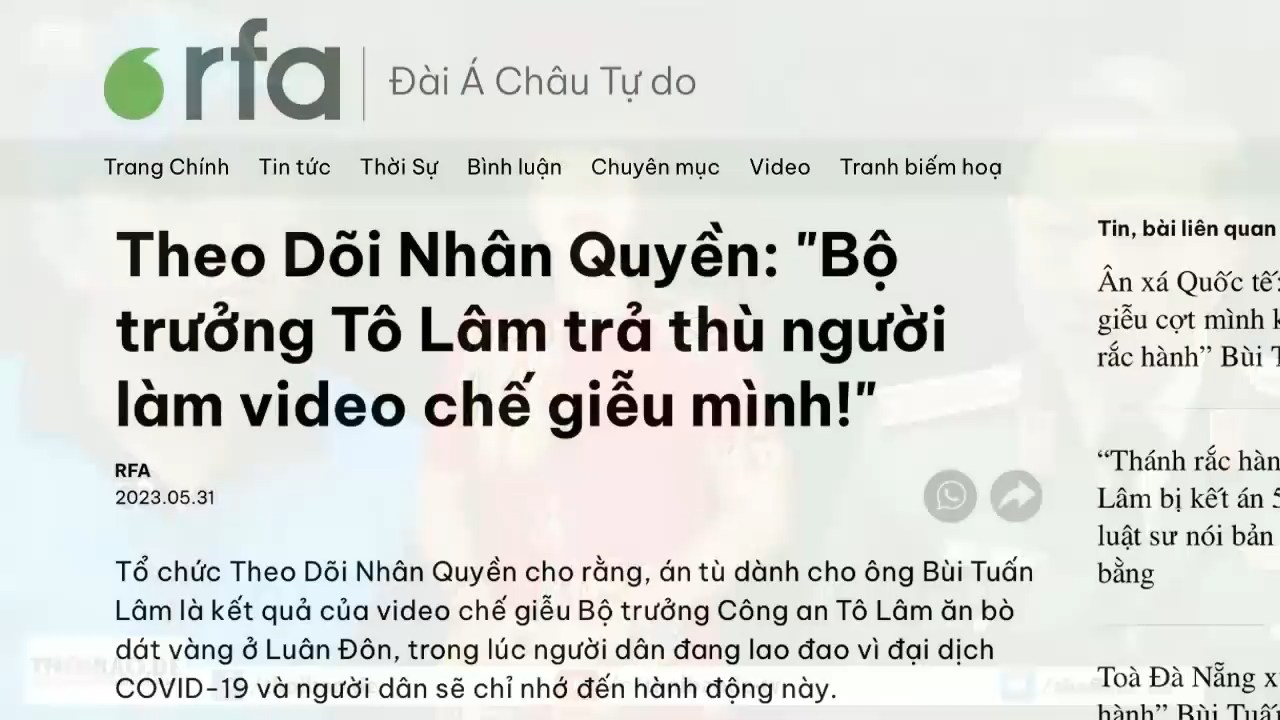 rfa
Đài Á Châu Tự do
Trang Chính Tin tức Thời Sự Bình luận Chuyên mục Video Tranh biếm hoạ
Theo Dõi Nhân Quyền: "Bộ
trưởng Tô Lâm trả thù người
làm video chế giễu mình!"
RFA
2023.05.31
Tổ chức Theo Dõi Nhân Quyền cho rằng, án tù dành cho ông Bùi Tuấn
Lâm là kết quả của video chế giễu Bộ trưởng Công an Tô Lâm ăn bò
dát vàng ở Luân Đôn, trong lúc người dân đang lao đao vì đại dịch
COVID-19 và người dân sẽ chỉ nhớ đến hành động này.
Tin, bài liên quan
Ân xá Quốc tế:
giễu cợt mình
rắc hành” Bùi
“Thánh rắc hàn
Lâm bị kết án 5
luật sư nói bản
bằng
Toà Đà Nẵng x
hành” Bùi Tuấ